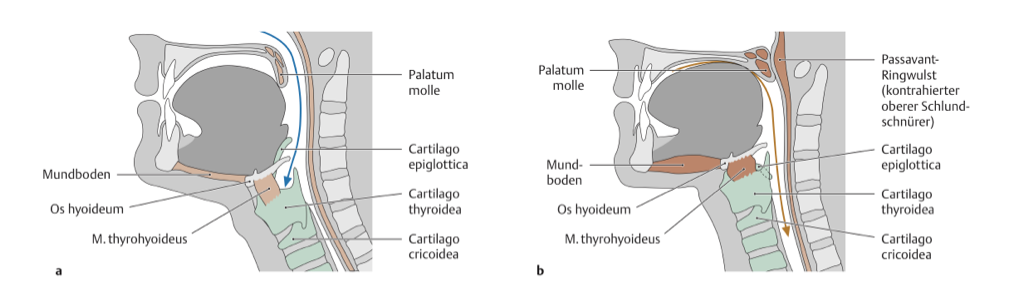 Palatum
molle
Cartilago
epiglottica
Mundboden
Cartilago
thyroidea
Os hyoideum
M. thyrohyoideus
Cartilago
cricoidea
a
Passavant-
Ringwulst
(kontrahierter
oberer Schlund-
schnürer)
Palatum
molle
Cartilago
epiglottica
Mund-
boden
Cartilago
thyroidea
Os hyoideum
M. thyrohyoideus
Cartilago
cricoidea
b